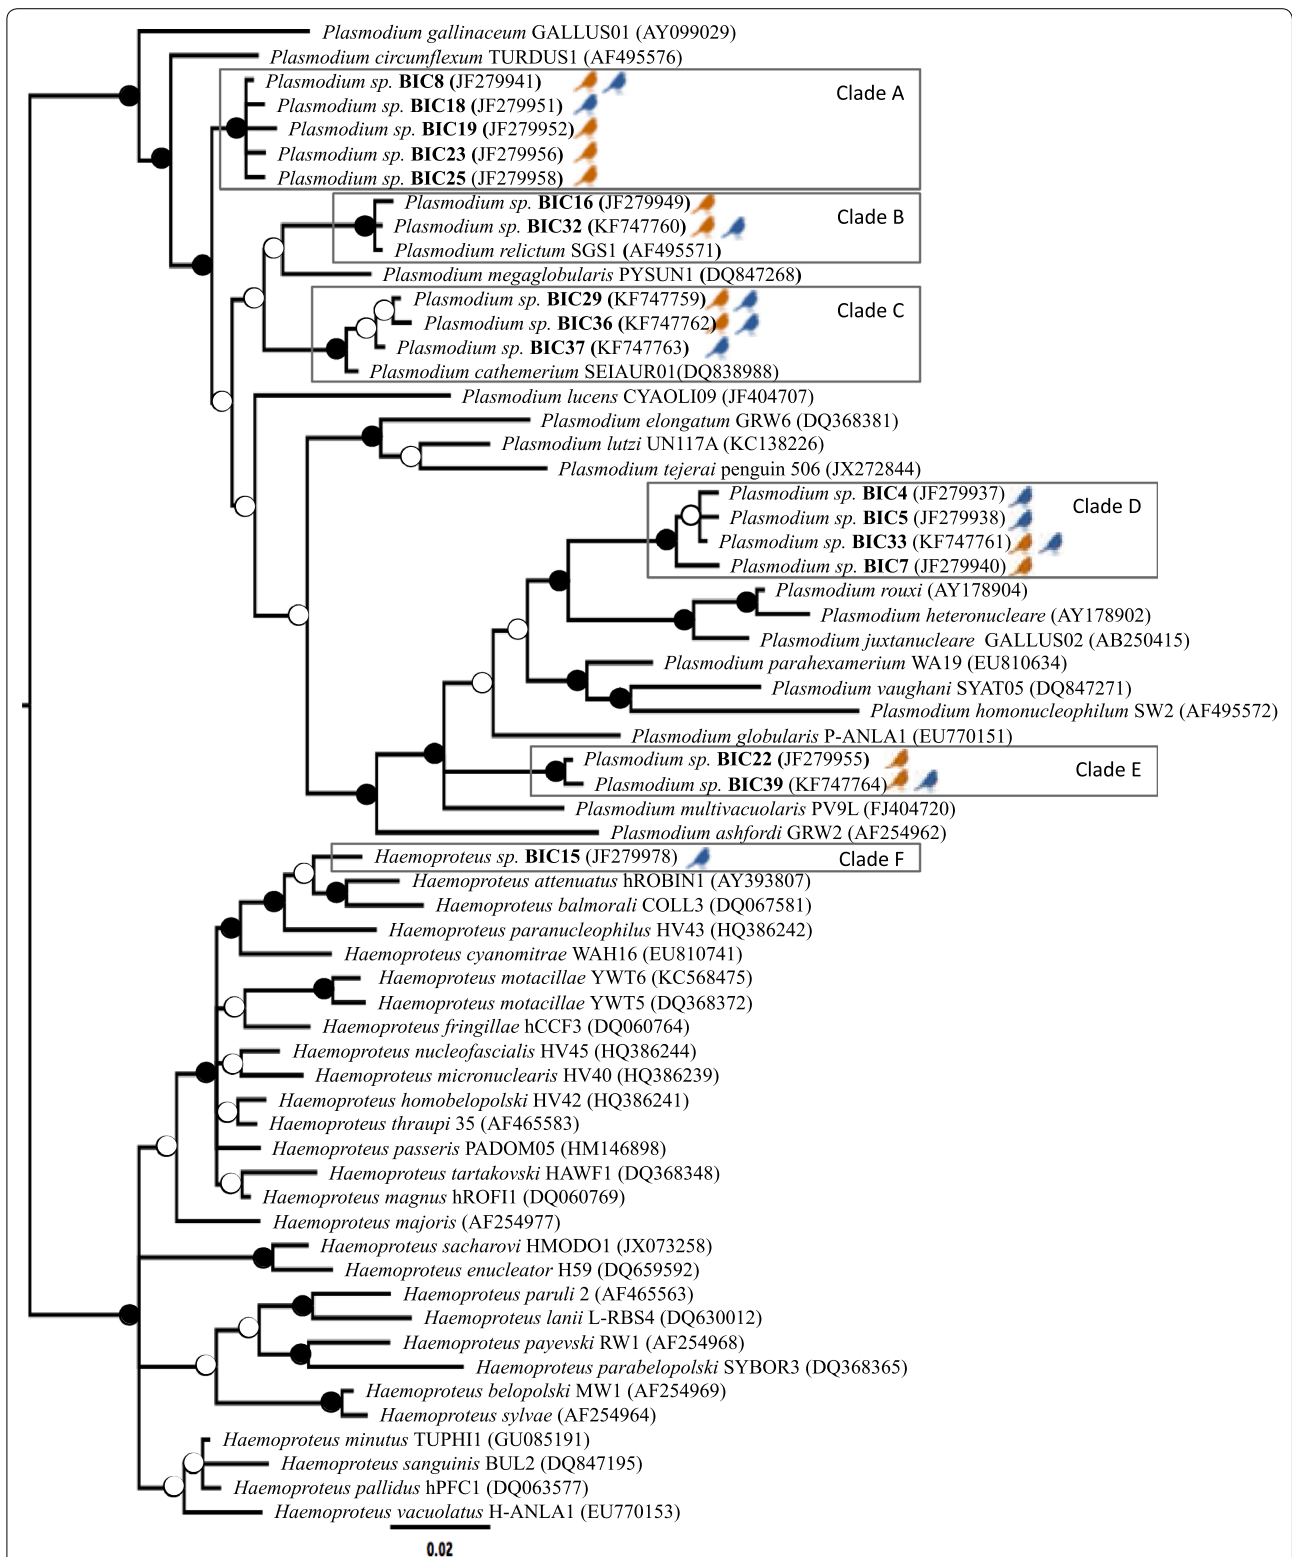 Plasmodium gallinaceum GALLUS01 (AY099029)
Plasmodium circumflexum TURDUS1 (AF495576)
Plasmodium sp. BIC8 (JF279941)
Clade A
Plasmodium sp. BIC18 (JF279951)
Plasmodium sp. BIC19 (JF279952)
Plasmodium sp. BIC23 (JF279956)
Plasmodium sp. BIC25 (JF279958)
Plasmodium sp. BIC16 (JF279949)
Clade B
Plasmodium sp. BIC32 (KF747760)
Plasmodium relictum SGS1 (AF495571)
Plasmodium megaglobularis PYSUN1 (DQ847268)
Plasmodium sp. BIC29 (KF747759)
Clade C
Plasmodium sp. BIC36 (KF747762)
Plasmodium sp. BIC37 (KF747763)
Plasmodium cathemerium SEIAUR01(DQ838988)
Plasmodium lucens CYAOLI09 (JF404707)
Plasmodium elongatum GRW6 (DQ368381)
Plasmodium lutzi UN117A (KC138226)
Plasmodium tejerai penguin 506 (JX272844)
Plasmodium sp. BIC4 (JF279937)
Clade D
Plasmodium sp. BIC5 (JF279938)
Plasmodium sp. BIC33 (KF747761)
Plasmodium sp. BIC7 (JF279940)
Plasmodium rouxi (AY178904)
Plasmodium heteronucleare (AY178902)
Plasmodium juxtanucleare GALLUS02 (AB250415)
Plasmodium parahexamerium WA19 (EU810634)
Plasmodium vaughani SYAT05 (DQ847271)
Plasmodium homonucleophilum SW2 (AF495572)
Plasmodium globularis P-ANLA1 (EU770151)
Plasmodium sp. BIC22 (JF279955)
Clade E
Plasmodium sp. BIC39 (KF747764)
Plasmodium multivacuolaris PV9L (FJ404720)
Plasmodium ashfordi GRW2 (AF254962)
Haemoproteus sp. BIC15 (JF279978)
Clade F
Haemoproteus attenuatus hROBIN1 (AY393807)
Haemoproteus balmorali COLL3 (DQ067581)
Haemoproteus paranucleophilus HV43 (HQ386242)
Haemoproteus cyanomitrae WAH16 (EU810741)
Haemoproteus motacillae YWT6 (KC568475)
Haemoproteus motacillae YWT5 (DQ368372)
Haemoproteus fringillae hCCF3 (DQ060764)
Haemoproteus nucleofascialis HV45 (HQ386244)
Haemoproteus micronuclearis HV40 (HQ386239)
Haemoproteus homobelopolski HV42 (HQ386241)
Haemoproteus thraupi 35 (AF465583)
Haemoproteus passeris PADOM05 (HM146898)
Haemoproteus tartakovski HAWF1 (DQ368348)
Haemoproteus magnus hROFI1 (DQ060769)
Haemoproteus majoris (AF254977)
Haemoproteus sacharovi HMODO1 (JX073258)
Haemoproteus enucleator H59 (DQ659592)
Haemoproteus paruli 2 (AF465563)
Haemoproteus lanii L-RBS4 (DQ630012)
Haemoproteus payevski RW1 (AF254968)
Haemoproteus parabelopolski SYBOR3 (DQ368365)
Haemoproteus belopolski MW1 (AF254969)
Haemoproteus sylvae (AF254964)
Haemoproteus minutus TUPHI1 (GU085191)
Haemoproteus sanguinis BUL2 (DQ847195)
Haemoproteus pallidus hPFC1 (DQ063577)
Haemoproteus vacuolatus H-ANLA1 (EU770153)
0.02